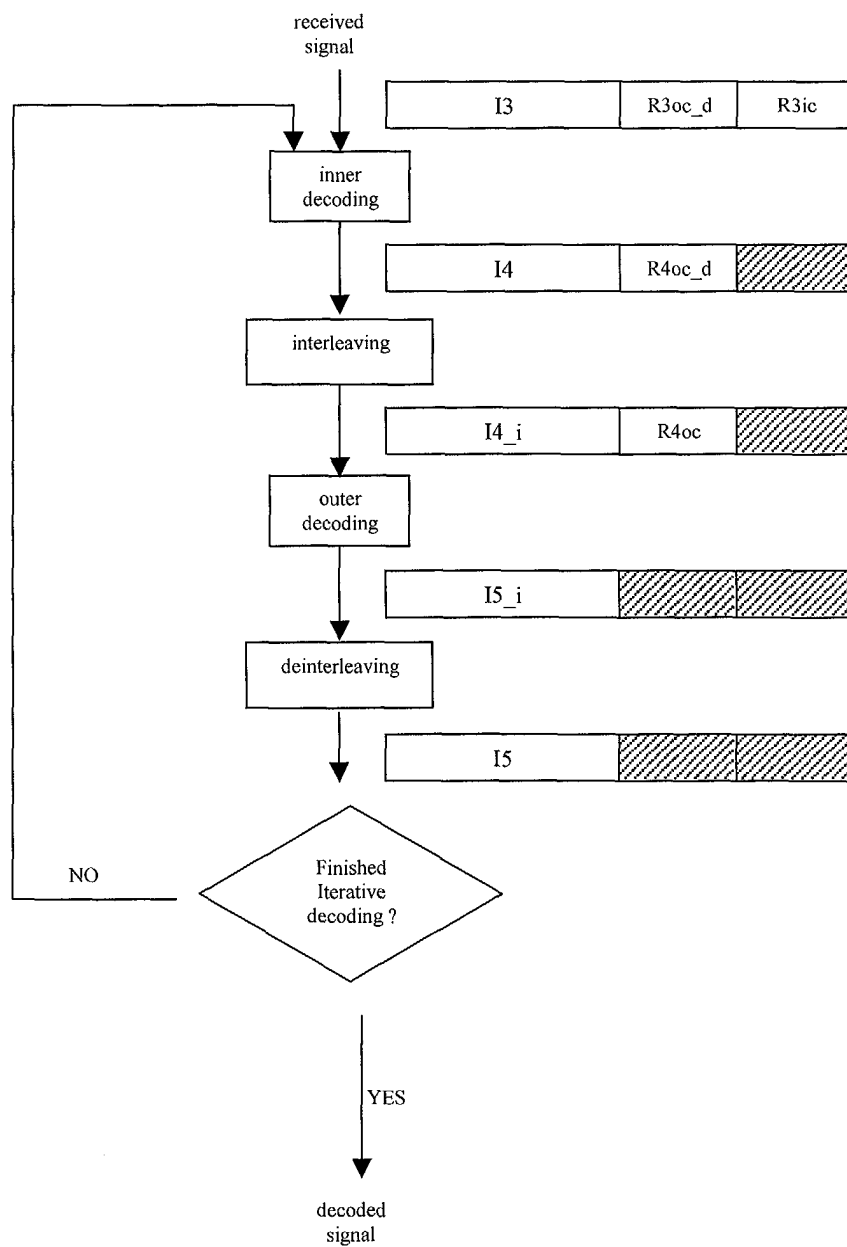 received
signal
I3 R3oc_d R3ic
inner
decoding
I4 R4oc_d
interleaving
I4_i R4oc
outer
decoding
I5_i
deinterleaving
I5
Finished
Iterative
decoding ?
NO
YES
decoded
signal